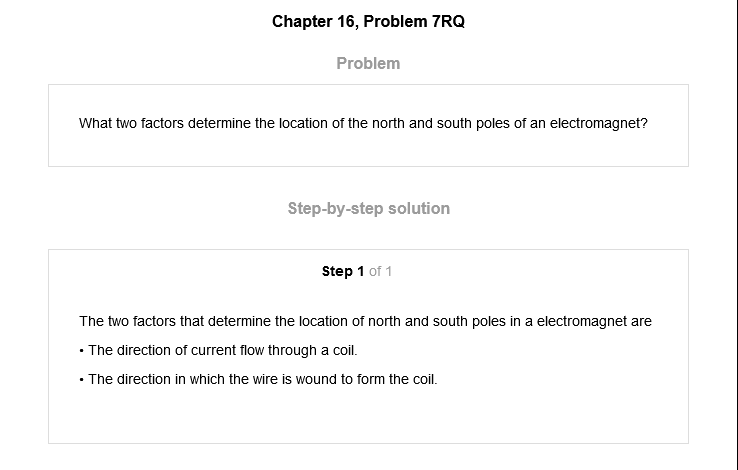 Chapter 16, Problem 7RQ
Problem
What two factors determine the location of the north and south poles of an electromagnet?
Step-by-step solution
Step 1 of 1
The two factors that determine the location of north and south poles in a electromagnet are
• The direction of current flow through a coil.
• The direction in which the wire is wound to form the coil.